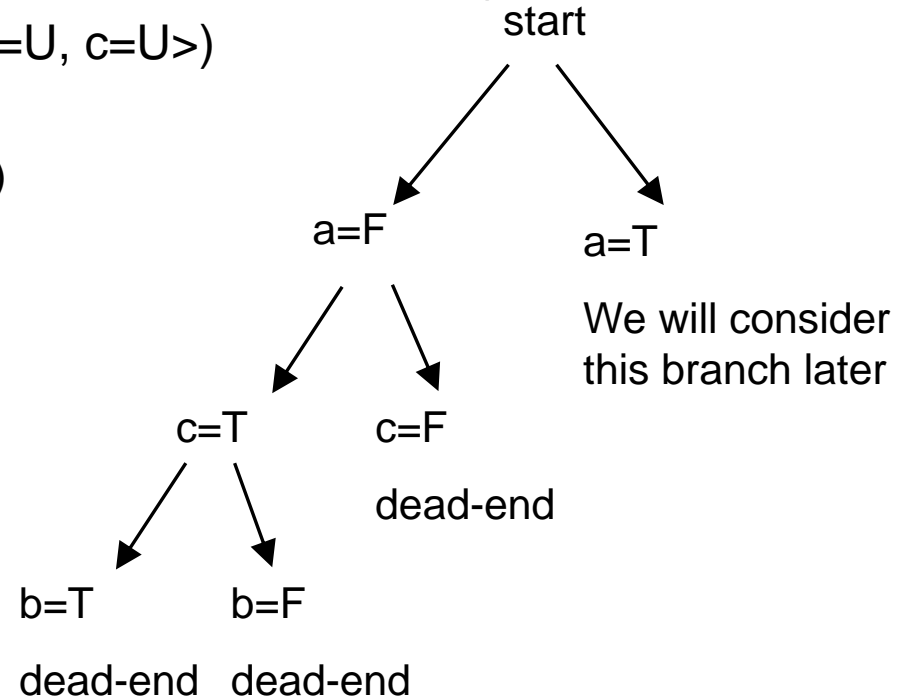 start
=U, c=U>)
)
a=F
a=T
We will consider
this branch later
c=T
c=F
dead-end
b=T
b=F
dead-end
dead-end